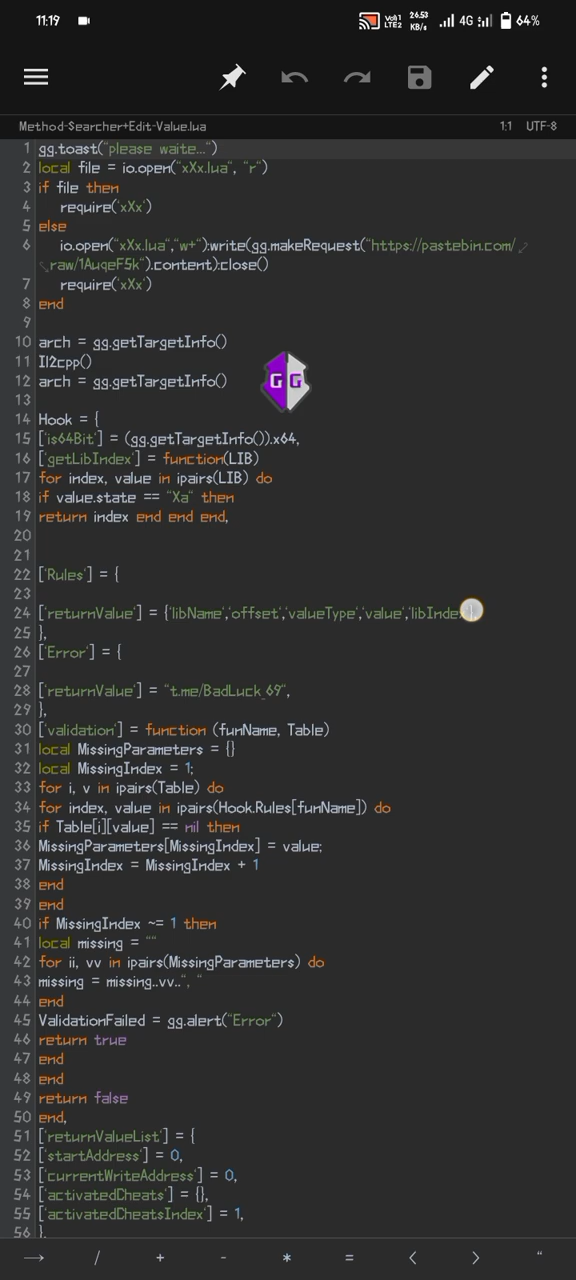 11:19
Vo)) 1 LTE2 26.53 KB/s 4G 64%
Method-Searcher+Edit-Value.lua 1:1 UTF-8
1 gg.toast("please waite...")
2 local file = io.open("xXx.lua", "r")
3 if file then
4 require('xXx')
5 else
6 io.open("xXx.lua","w+"):write(gg.makeRequest("https://pastebin.com/
raw/1AuqeF5k").content):close()
7 require('xXx')
8 end
9
10 arch = gg.getTargetInfo()
11 Il2cpp()
12 arch = gg.getTargetInfo()
GG
13
14 Hook = {
15 ['is64Bit'] = (gg.getTargetInfo()).x64,
16 ['getLibIndex'] = function(LIB)
17 for index, value in ipairs(LIB) do
18 if value.state == "Xa" then
19 return index end end end,
20
21
22 ['Rules'] = {
23
24 ['returnValue'] = {'libName','offset','valueType','value','libIndex
25 },
26 ['Error'] = {
27
28 ['returnValue'] = "t.me/BadLuck_69",
29 },
30 ['validation'] = function (funName, Table)
31 local MissingParameters = {}
32 local MissingIndex = 1;
33 for i, v in ipairs(Table) do
34 for index, value in ipairs(Hook.Rules[funName]) do
35 if Table[i][value] == nil then
36 MissingParameters[MissingIndex] = value;
37 MissingIndex = MissingIndex + 1
38 end
39 end
40 if MissingIndex ~= 1 then
41 local missing = ""
42 for ii, vv in ipairs(MissingParameters) do
43 missing = missing..vv..", "
44 end
45 ValidationFailed = gg.alert("Error")
46 return true
47 end
48 end
49 return false
50 end,
51 ['returnValueList'] = {
52 ['startAddress'] = 0,
53 ['currentWriteAddress'] = 0,
54 ['activatedCheats'] = {},
55 ['activatedCheatsIndex'] = 1,
56 },
→ / + - * = < > "